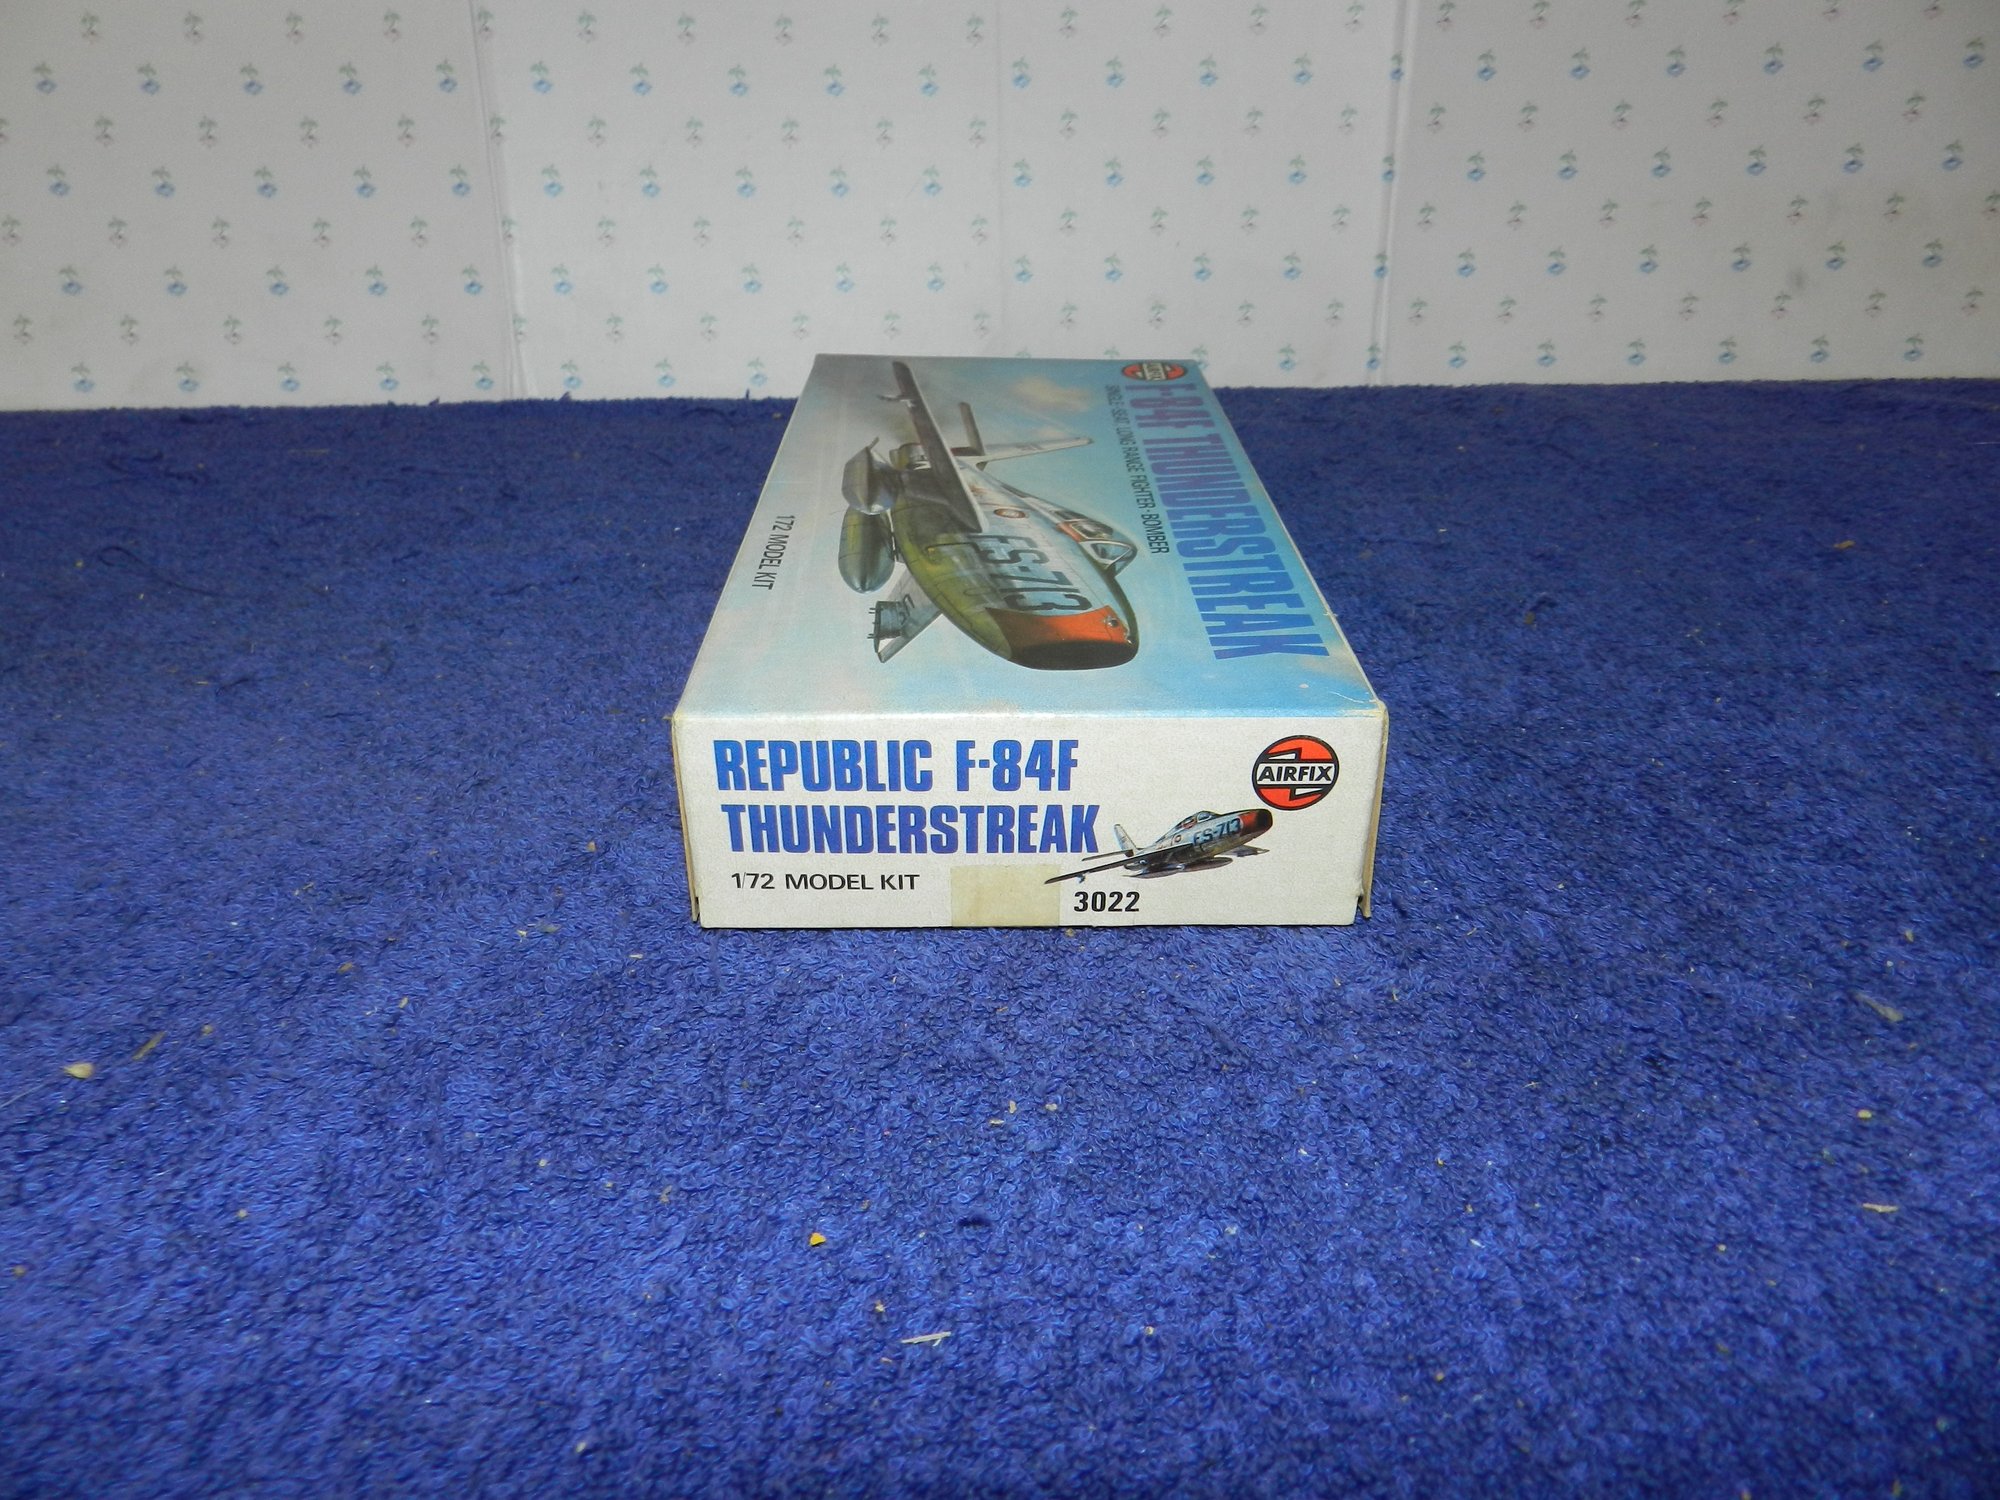 AIRFIX
F-84F THUNDERSTREAK
SINGLE-SEAT LONG RANGE FIGHTER-BOMBER
FS-713
1/72 MODEL KIT
REPUBLIC F-84F
THUNDERSTREAK
AIRFIX
FS-713
1/72 MODEL KIT
3022